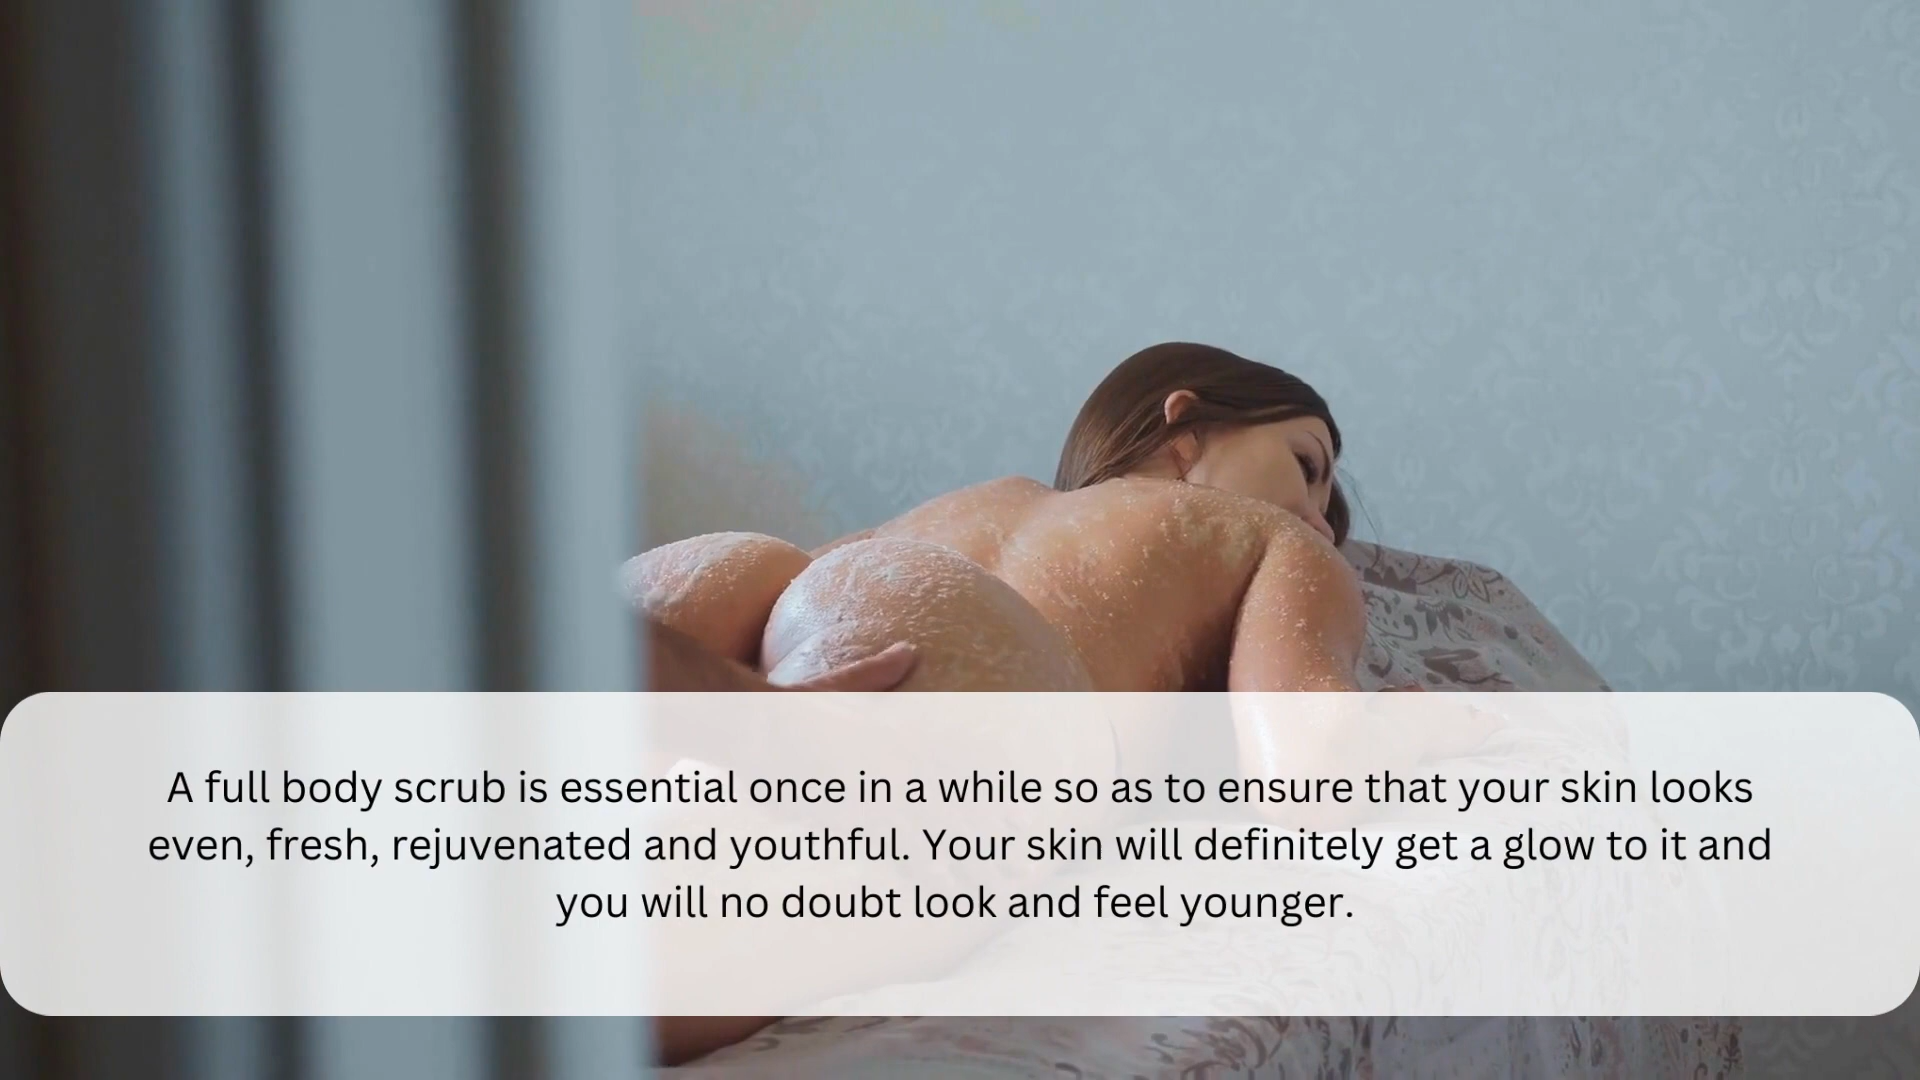 A full body scrub is essential once in a while so as to ensure that your skin looks
even, fresh, rejuvenated and youthful. Your skin will definitely get a glow to it and
you will no doubt look and feel younger.